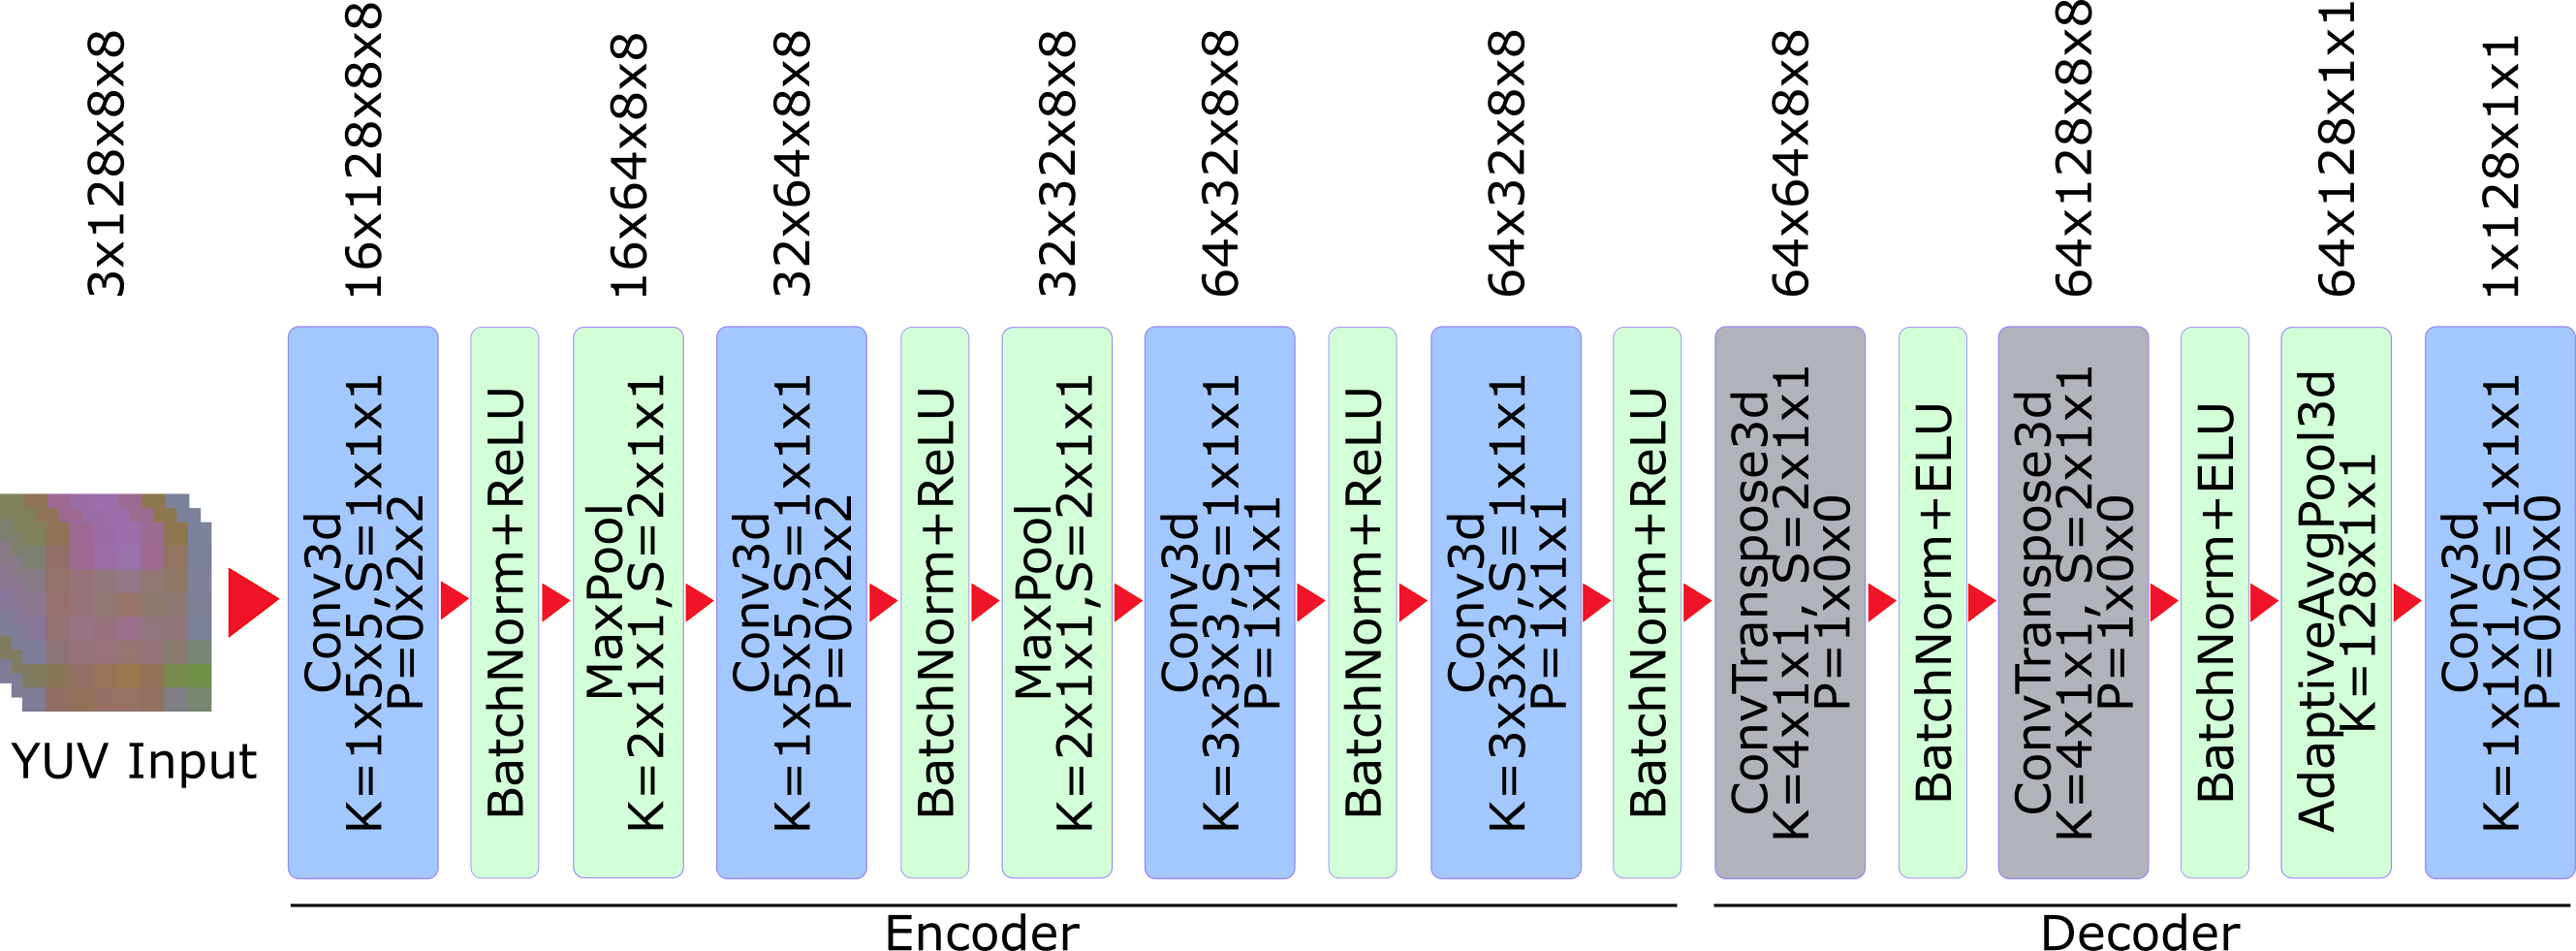 3x128x8x8
16x128x8x8
16x64x8x8
32x64x8x8
32x32x8x8
64x32x8x8
64x32x8x8
64x64x8x8
64x128x8x8
64x128x1x1
1x128x1x1
YUV Input
Conv3d
K=1x5x5,S=1x1x1
P=0x2x2
BatchNorm+ReLU
MaxPool
K=2x1x1,S=2x1x1
Conv3d
K=1x5x5,S=1x1x1
P=0x2x2
BatchNorm+ReLU
MaxPool
K=2x1x1,S=2x1x1
Conv3d
K=3x3x3,S=1x1x1
P=1x1x1
BatchNorm+ReLU
Conv3d
K=3x3x3,S=1x1x1
P=1x1x1
BatchNorm+ReLU
ConvTranspose3d
K=4x1x1, S=2x1x1
P=1x0x0
BatchNorm+ELU
ConvTranspose3d
K=4x1x1, S=2x1x1
P=1x0x0
BatchNorm+ELU
AdaptiveAvgPool3d
K=128x1x1
Conv3d
K=1x1x1,S=1x1x1
P=0x0x0
Encoder
Decoder